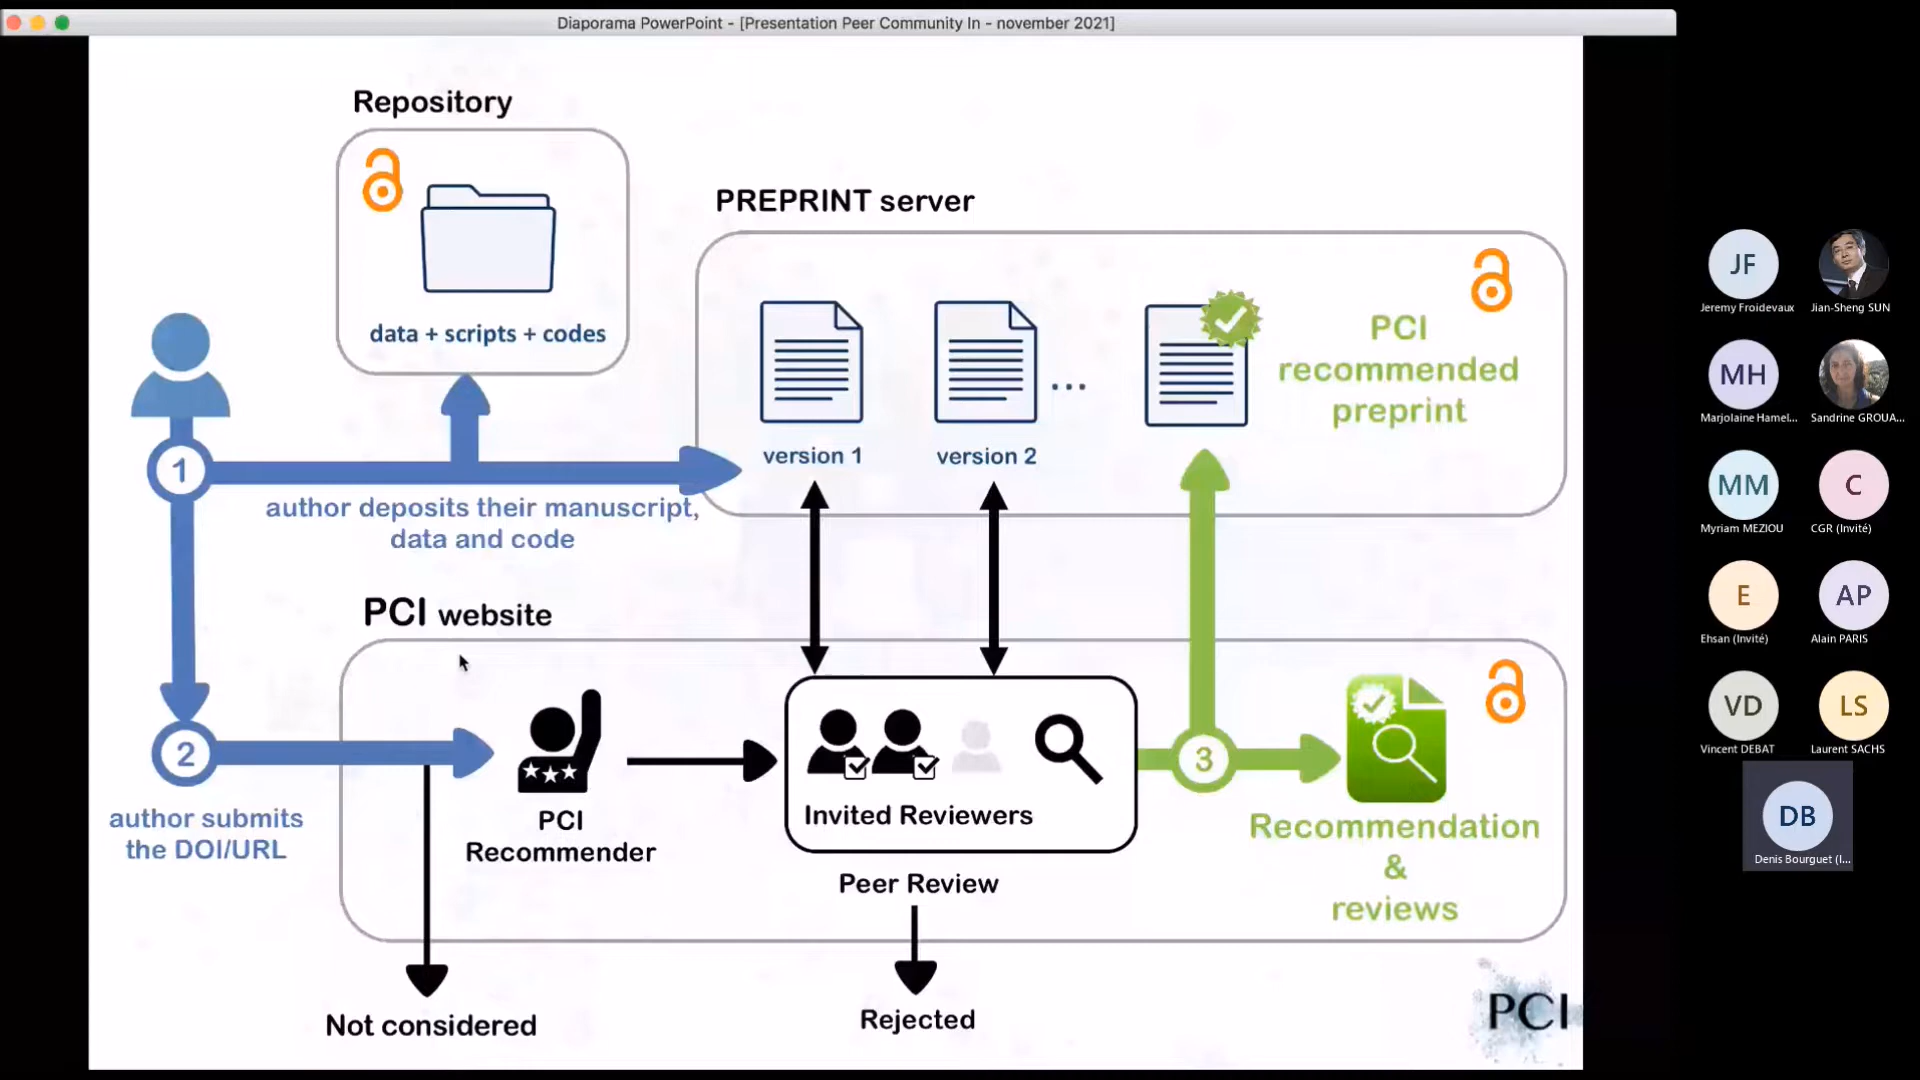 Diaporama PowerPoint - [Presentation Peer Community In - november 2021]
Repository
data + scripts + codes
PREPRINT server
version 1
version 2
...
PCI
recommended
preprint
1
author deposits their manuscript,
data and code
PCI website
2
author submits
the DOI/URL
PCI
Recommender
Invited Reviewers
Peer Review
3
Recommendation
&
reviews
Not considered
Rejected
PCI
JF
Jeremy Froidevaux
Jian-Sheng SUN
MH
Marjolaine Hamel...
Sandrine GROUA...
MM
Myriam MEZIOU
C
CGR (Invité)
E
Ehsan (Invité)
AP
Alain PARIS
VD
Vincent DEBAT
LS
Laurent SACHS
DB
Denis Bourguet (I...